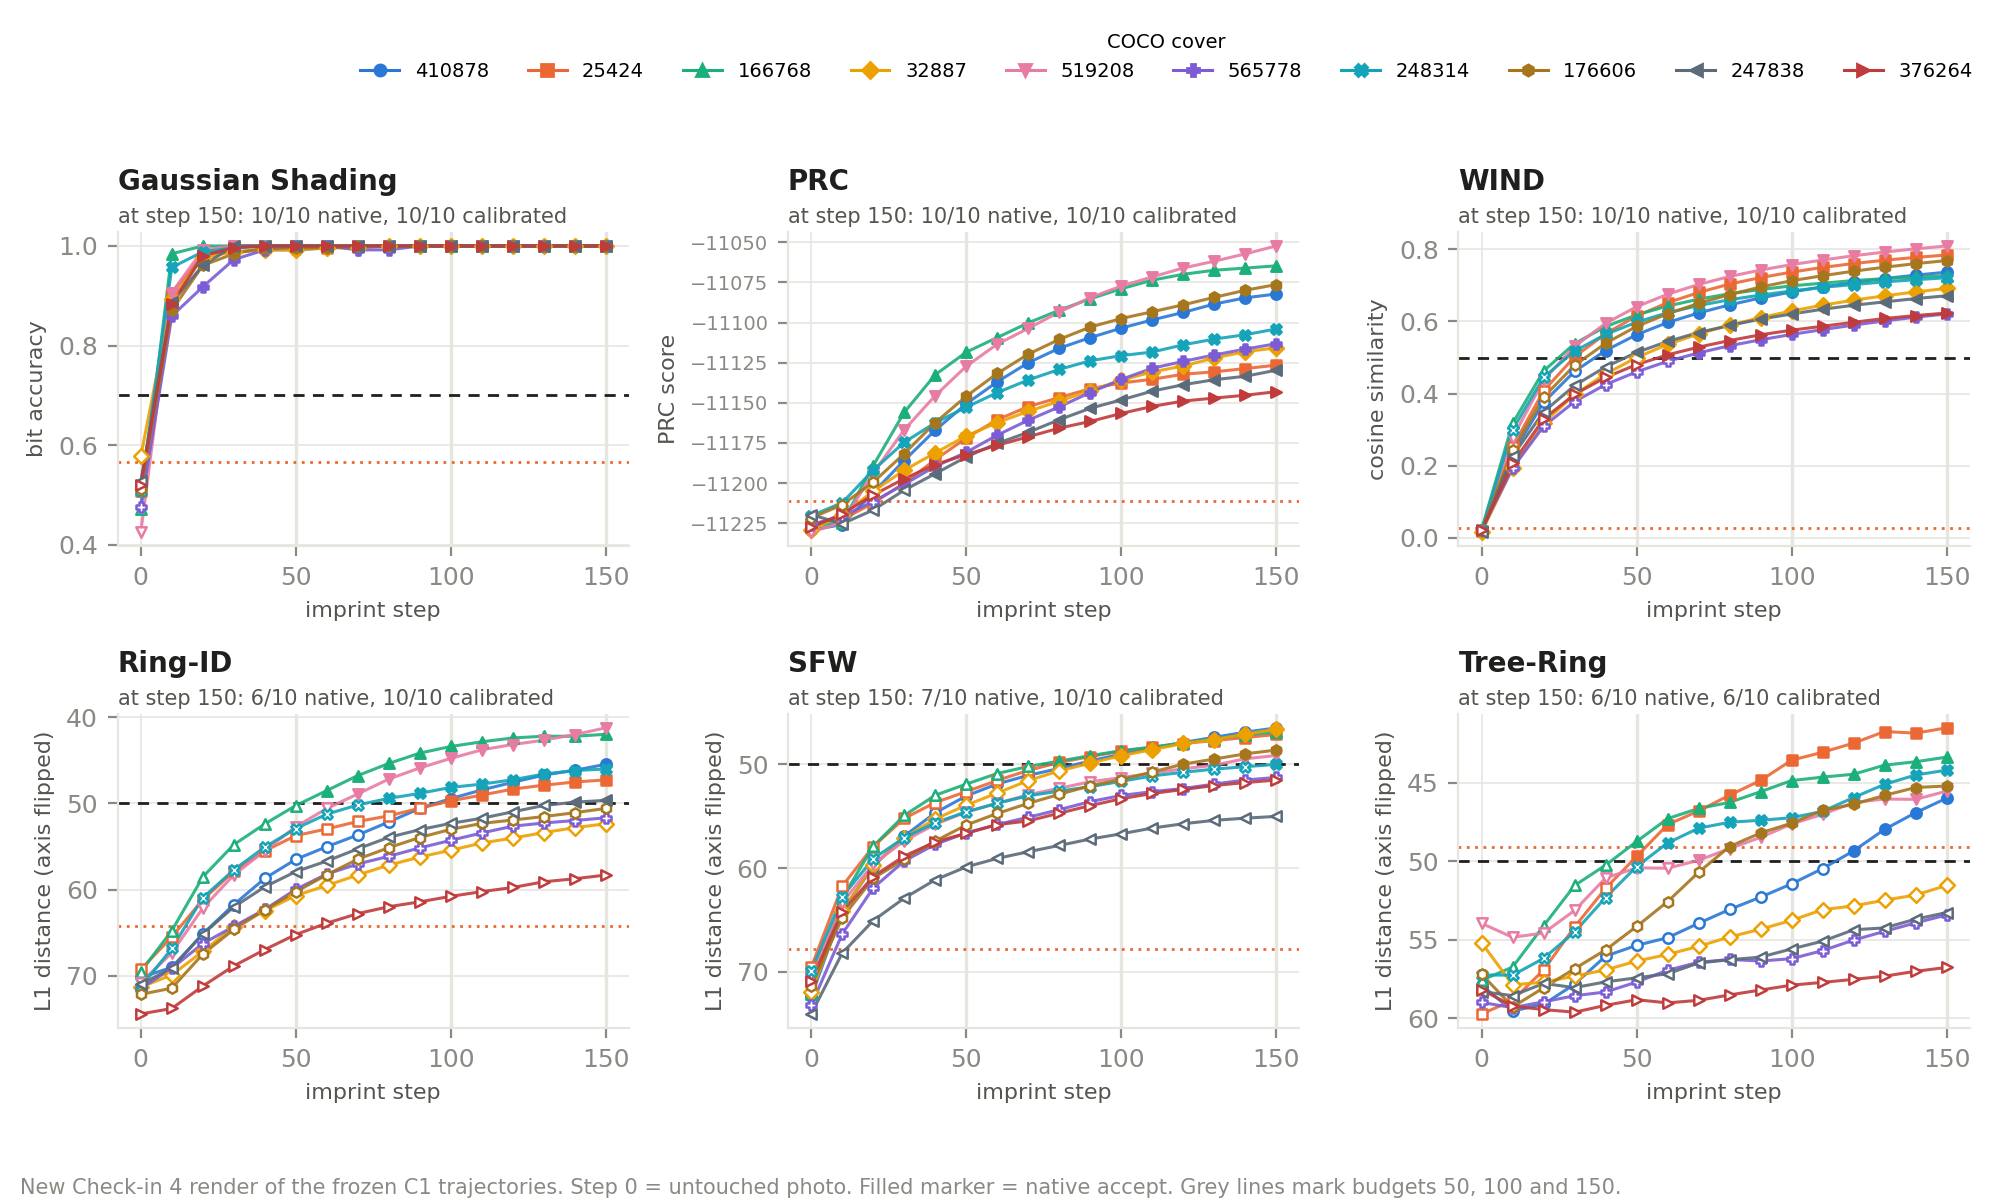 COCO cover
410878 25424 166768 32887 519208 565778 248314 176606 247838 376264
Gaussian Shading
at step 150: 10/10 native, 10/10 calibrated
bit accuracy
1.0
0.8
0.6
0.4
0 50 100 150
imprint step
PRC
at step 150: 10/10 native, 10/10 calibrated
PRC score
−11050
−11075
−11100
−11125
−11150
−11175
−11200
−11225
0 50 100 150
imprint step
WIND
at step 150: 10/10 native, 10/10 calibrated
cosine similarity
0.8
0.6
0.4
0.2
0.0
0 50 100 150
imprint step
Ring-ID
at step 150: 6/10 native, 10/10 calibrated
L1 distance (axis flipped)
40
50
60
70
0 50 100 150
imprint step
SFW
at step 150: 7/10 native, 10/10 calibrated
L1 distance (axis flipped)
50
60
70
0 50 100 150
imprint step
Tree-Ring
at step 150: 6/10 native, 6/10 calibrated
L1 distance (axis flipped)
45
50
55
60
0 50 100 150
imprint step
New Check-in 4 render of the frozen C1 trajectories. Step 0 = untouched photo. Filled marker = native accept. Grey lines mark budgets 50, 100 and 150.